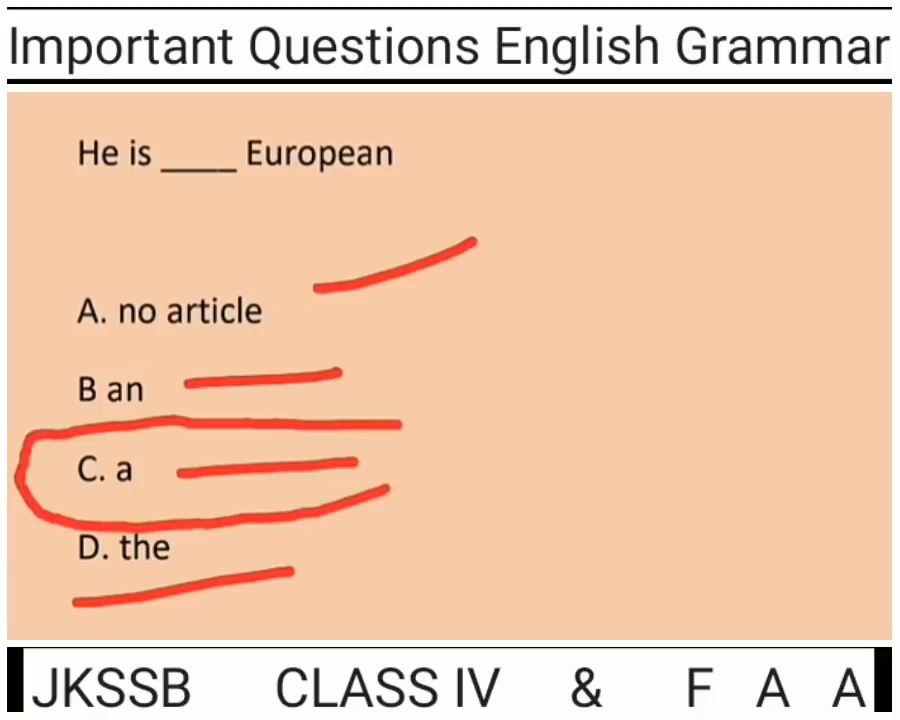 Important Questions English Grammar
He is ____ European
A. no article
B an
C. a
D. the
JKSSB CLASS IV & F A A